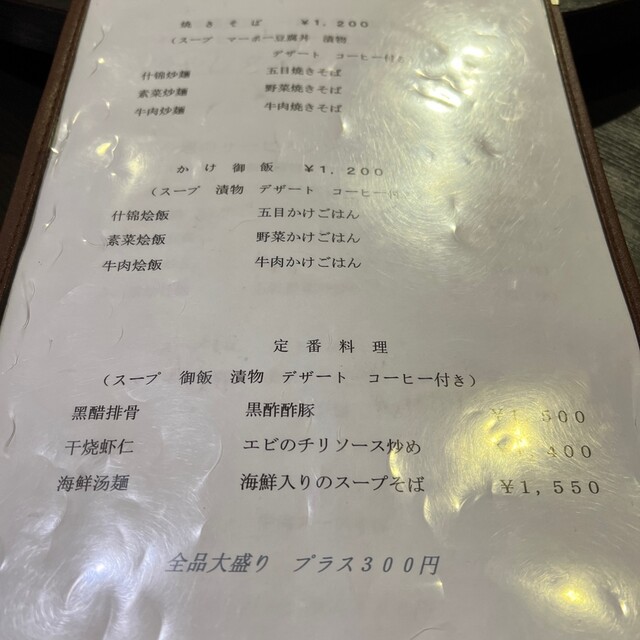 焼きそば ¥1,200
(スープ マーボー豆腐丼 漬物
デザート コーヒー付き
什锦炒麺 五目焼きそば
素菜炒麺 野菜焼きそば
牛肉炒麺 牛肉焼きそば
かけ御飯 ¥1,200
(スープ 漬物 デザート コーヒー付
什锦烩飯 五目かけごはん
素菜烩飯 野菜かけごはん
牛肉烩飯 牛肉かけごはん
定番料理
(スープ 御飯 漬物 デザート コーヒー付き)
黑醋排骨 黒酢酢豚 ¥1,500
干烧虾仁 エビのチリソース炒め 400
海鮮汤麺 海鮮入りのスープそば ¥1,550
全品大盛り プラス300円